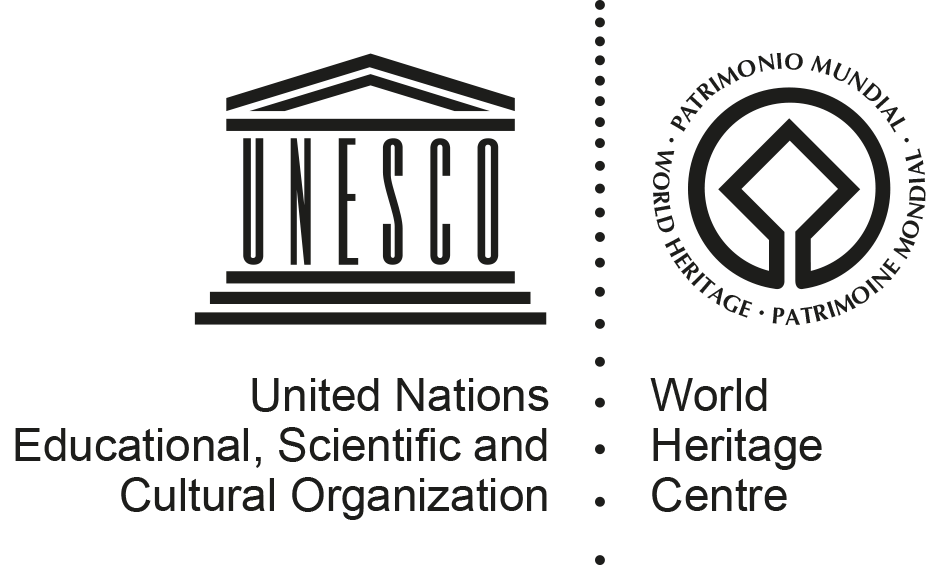 UNESCO
United Nations
Educational, Scientific and
Cultural Organization
WORLD HERITAGE · PATRIMONIO MUNDIAL · PATRIMOINE MONDIAL
World
Heritage
Centre